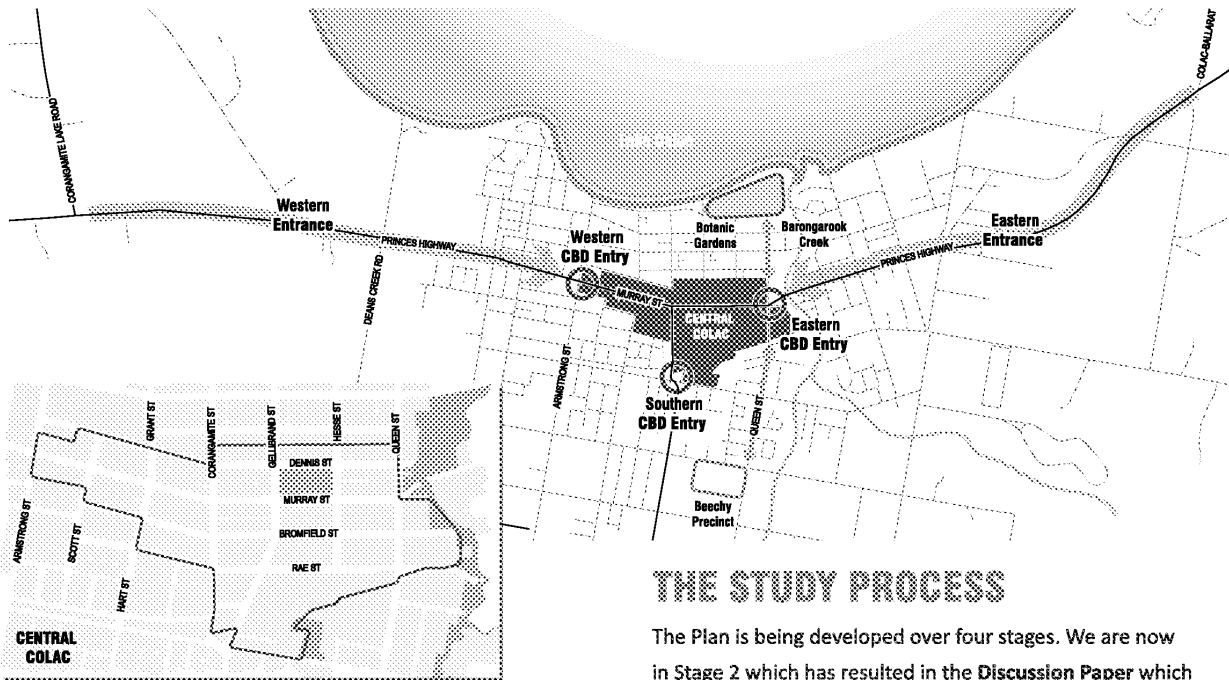 COLAC-BALLARAT
CORANGAMITE LAKE ROAD
Western
Entrance
PRINCES HIGHWAY
DEANS CREEK RD
Western
CBD Entry
MURRAY ST
Botanic
Gardens
Barongarook
Creek
Eastern
Entrance
PRINCES HIGHWAY
CENTRAL
COLAC
Eastern
CBD Entry
ARMSTRONG ST
Southern
CBD Entry
QUEEN ST
Beechy
Precinct
GRANT ST
CORANGAMITE ST
GELLIBRAND ST
HESSE ST
QUEEN ST
DENNIS ST
MURRAY ST
BROMFIELD ST
RAE ST
ARMSTRONG ST
SCOTT ST
HART ST
CENTRAL
COLAC
THE STUDY PROCESS
The Plan is being developed over four stages. We are now
in Stage 2 which has resulted in the Discussion Paper which